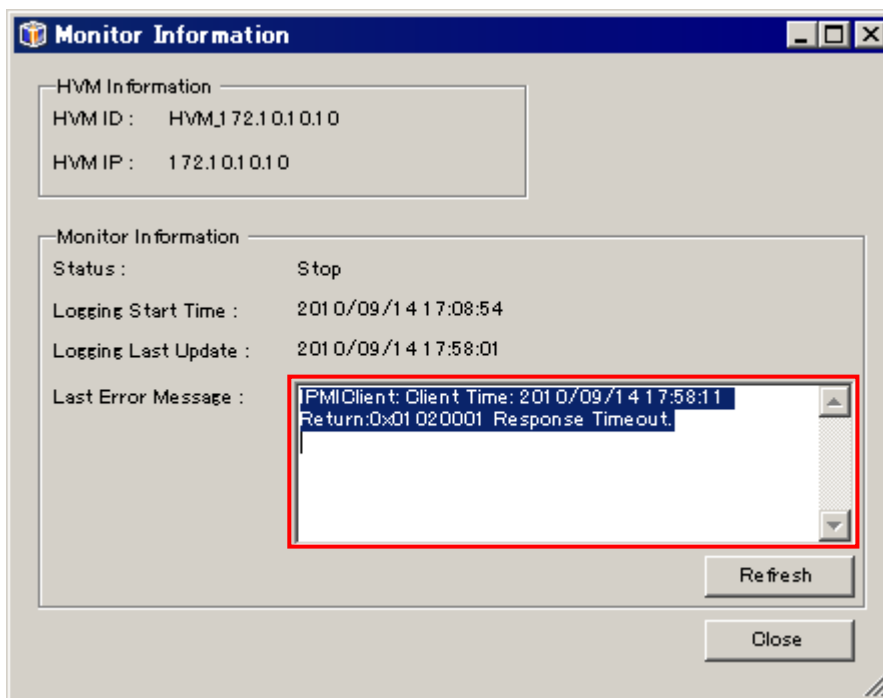 Monitor Information
HVM Information
HVM ID : HVM_172.10.10.10
HVM IP : 172.10.10.10
Monitor Information
Status : Stop
Logging Start Time : 2010/09/14 17:08:54
Logging Last Update : 2010/09/14 17:58:01
Last Error Message : IPMIClient: Client Time: 2010/09/14 17:58:11
Return:0x01020001 Response Timeout.
Refresh
Close